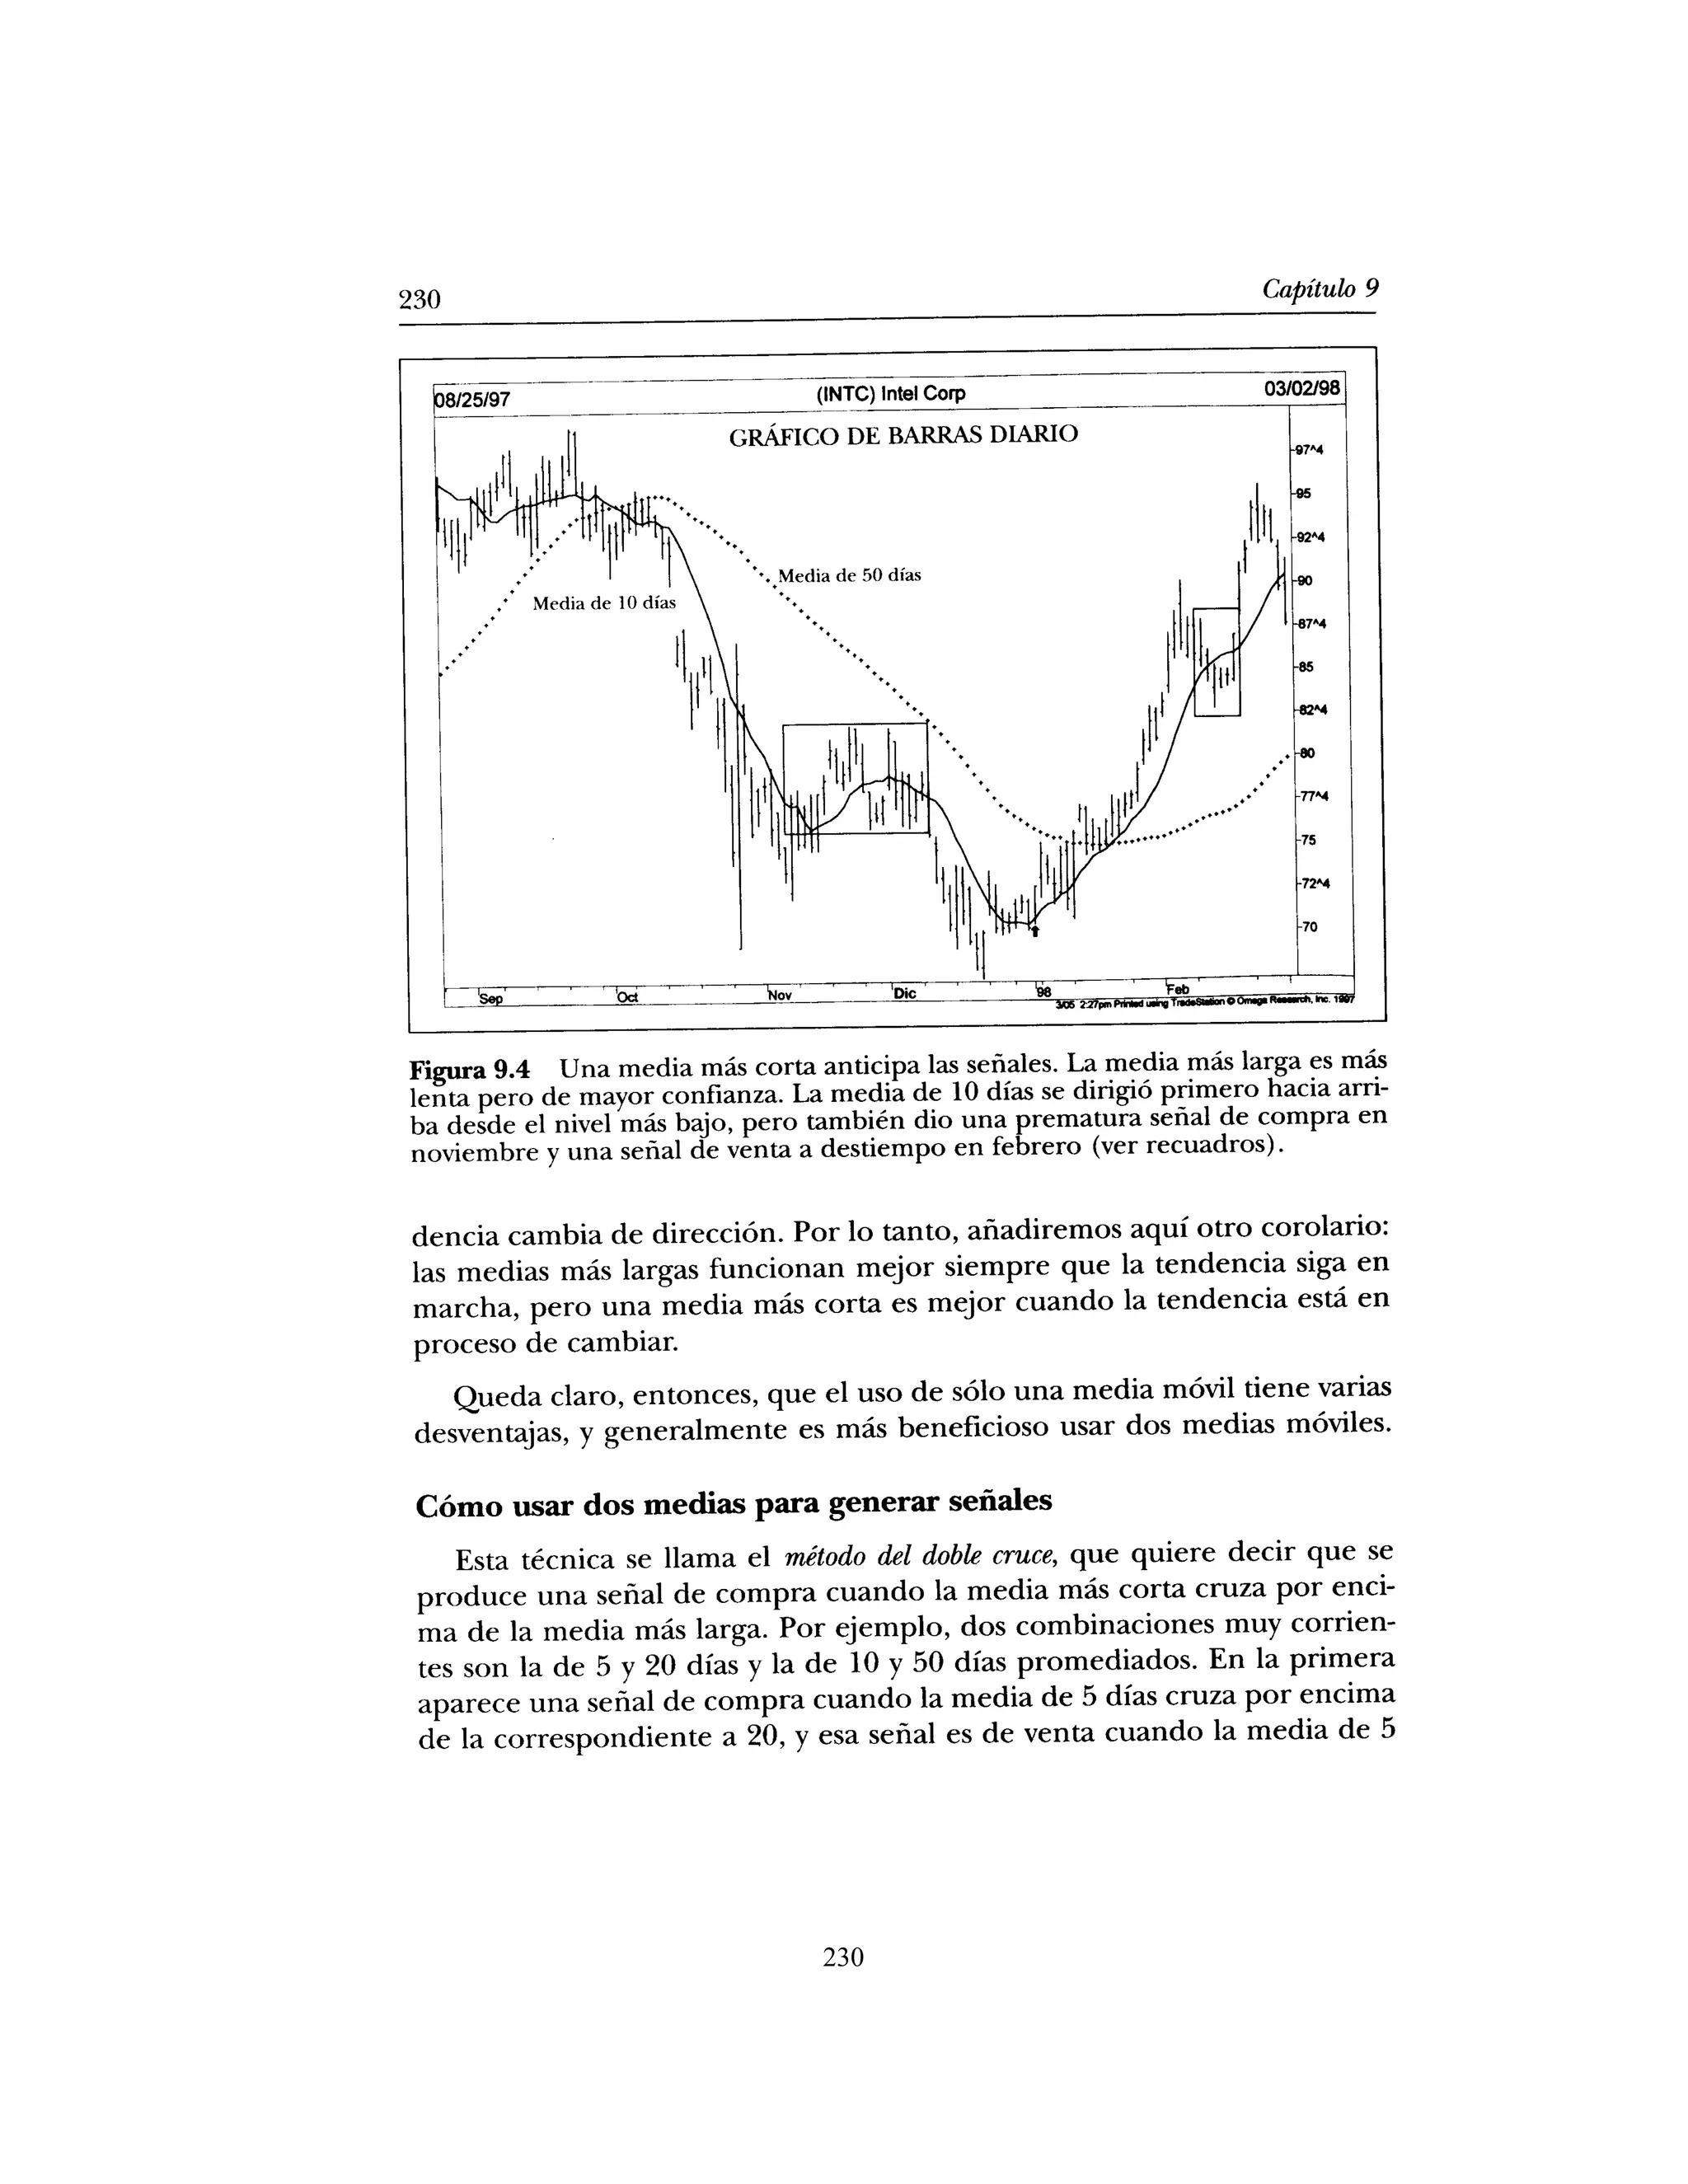 230
Capítulo 9
08/25/97
(INTC) Intel Corp
03/02/98
GRÁFICO DE BARRAS DIARIO
97^4
95
92^4
90
87^4
85
82^4
80
77^4
75
72^4
70
Media de 50 días
Media de 10 días
Sep
Oct
Nov
Dic
98
Feb
3/05 2:27pm Printed using TradeStation © Omega Research, Inc. 1997
Figura 9.4 Una media más corta anticipa las señales. La media más larga es más
lenta pero de mayor confianza. La media de 10 días se dirigió primero hacia arri-
ba desde el nivel más bajo, pero también dio una prematura señal de compra en
noviembre y una señal de venta a destiempo en febrero (ver recuadros).
dencia cambia de dirección. Por lo tanto, añadiremos aquí otro corolario:
las medias más largas funcionan mejor siempre que la tendencia siga en
marcha, pero una media más corta es mejor cuando la tendencia está en
proceso de cambiar.
Queda claro, entonces, que el uso de sólo una media móvil tiene varias
desventajas, y generalmente es más beneficioso usar dos medias móviles.
Cómo usar dos medias para generar señales
Esta técnica se llama el método del doble cruce, que quiere decir que se
produce una señal de compra cuando la media más corta cruza por enci-
ma de la media más larga. Por ejemplo, dos combinaciones muy corrien-
tes son la de 5 y 20 días y la de 10 y 50 días promediados. En la primera
aparece una señal de compra cuando la media de 5 días cruza por encima
de la correspondiente a 20, y esa señal es de venta cuando la media de 5
230